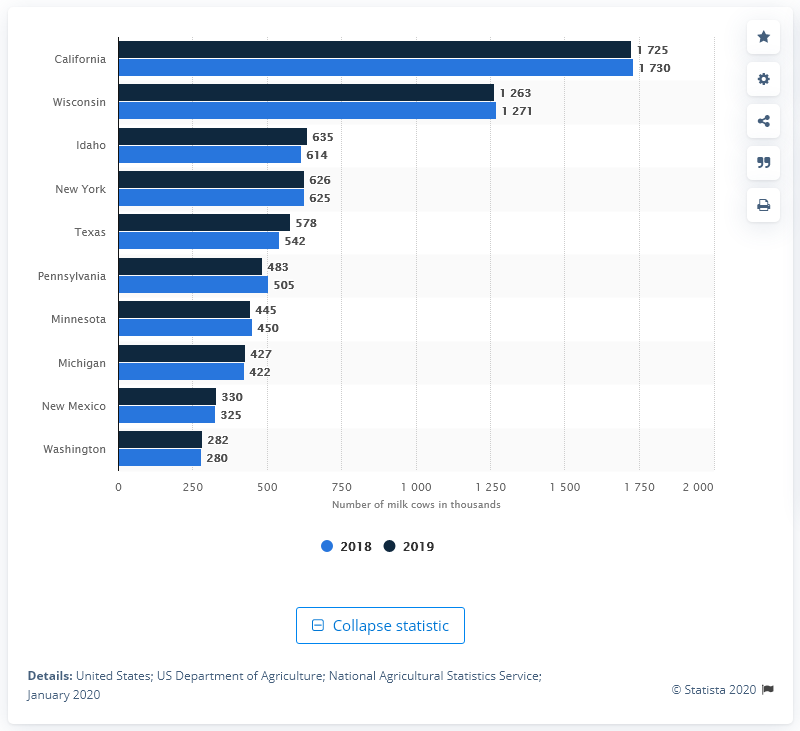 California
1 725
1 730
Wisconsin
1 263
1 271
Idaho
635
614
New York
626
625
Texas
578
542
Pennsylvania
483
505
Minnesota
445
450
Michigan
427
422
New Mexico
330
325
Washington
282
280
0 250 500 750 1 000 1 250 1 500 1 750 2 000
Number of milk cows in thousands
2018 2019
Collapse statistic
Details: United States; US Department of Agriculture; National Agricultural Statistics Service;
January 2020
© Statista 2020